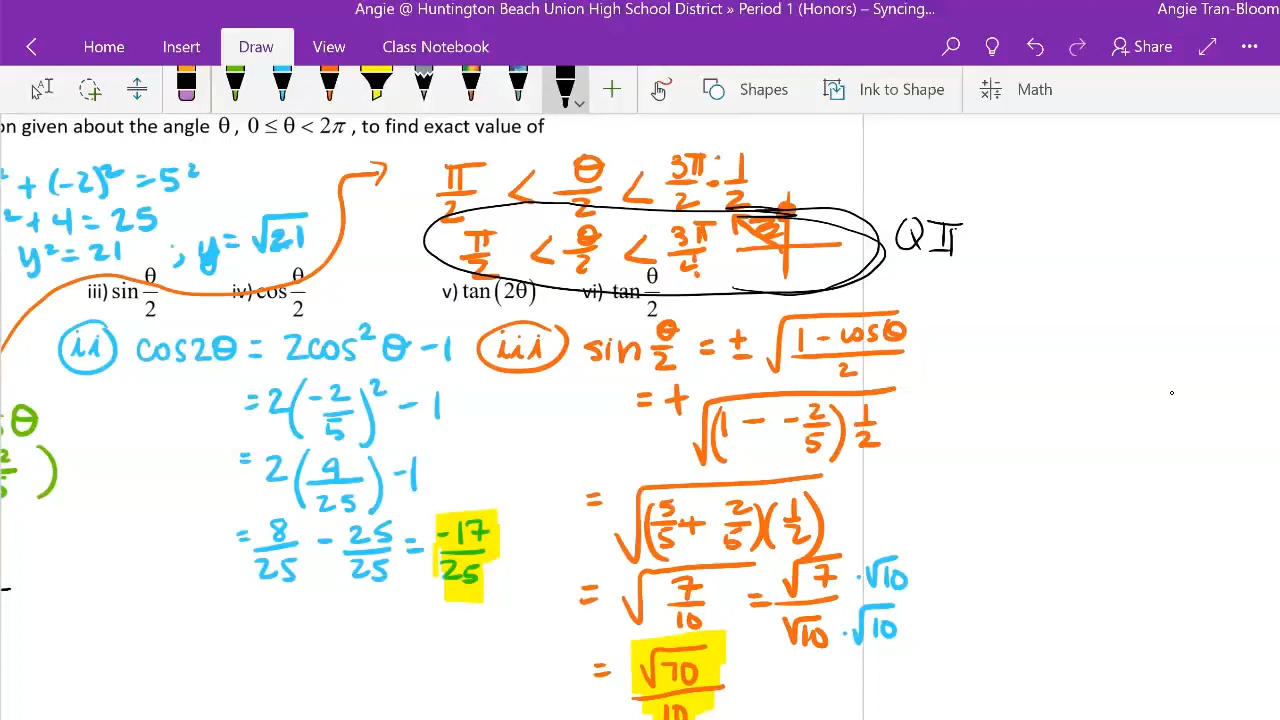 Angie @ Huntington Beach Union High School District » Period 1 (Honors) – Syncing...
Angie Tran-Bloom
Home Insert Draw View Class Notebook Share
Shapes Ink to Share Math
on given about the angle θ, 0 ≤ θ < 2π, to find exact value of
² + (-2)² = 5²
² + 4 = 25
y² = 21 ; y = √21
π/2 < θ/2 < 3π/2 · 1/2
π/2 < θ/2 < 3π/4
QII
iii) sin θ/2 iv) cos θ/2 v) tan(2θ) vi) tan θ/2
ii) cos2θ = 2cos²θ - 1
= 2(-2/5)² - 1
= 2(4/25) - 1
= 8/25 - 25/25 = -17/25
iii) sin θ/2 = ± √((1 - cosθ)/2)
= + √((1 - -2/5) 1/2)
= √((5/5 + 2/5)(1/2))
= √(7/10) = √7/√10 · √10/√10
= √70/10
θ
)